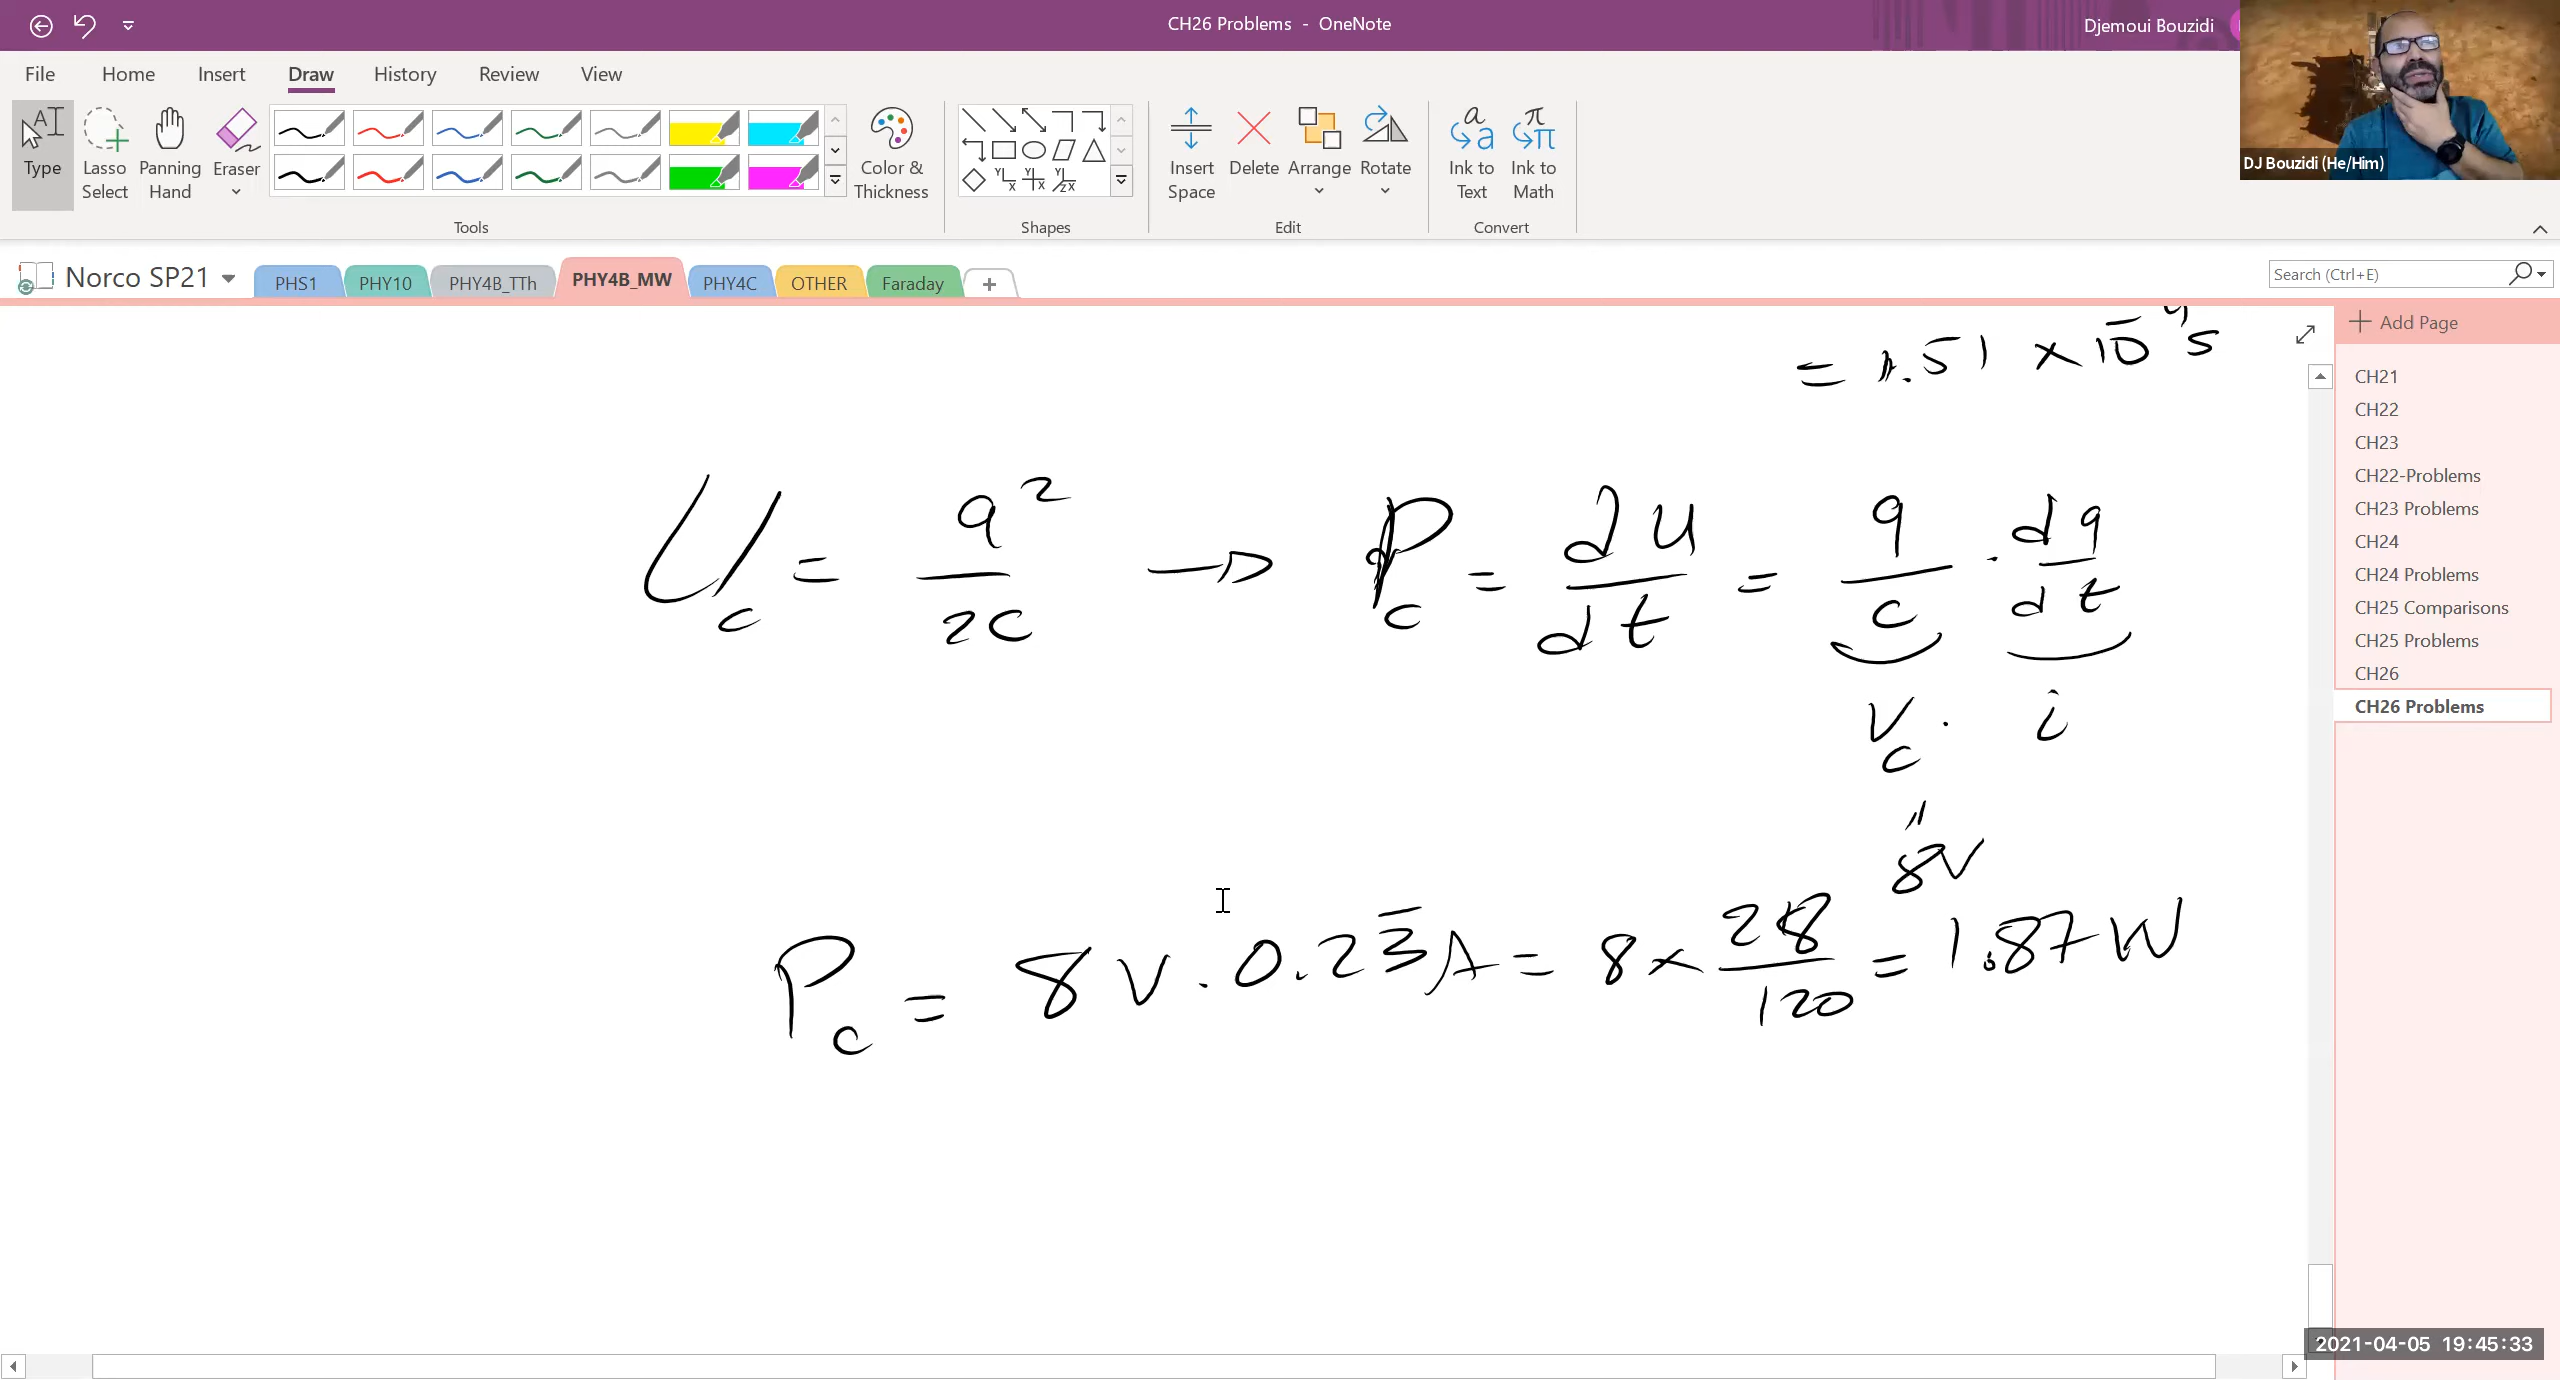 CH26 Problems - OneNote
Djemoui Bouzidi
File Home Insert Draw History Review View
Type
Lasso Select
Panning Hand
Eraser
Color & Thickness
Insert Space
Delete
Arrange
Rotate
Ink to Text
Ink to Math
Tools
Shapes
Edit
Convert
DJ Bouzidi (He/Him)
Norco SP21
PHS1 PHY10 PHY4B_TTh PHY4B_MW PHY4C OTHER Faraday +
Search (Ctrl+E)
Add Page
CH21
CH22
CH23
CH22-Problems
CH23 Problems
CH24
CH24 Problems
CH25 Comparisons
CH25 Problems
CH26
CH26 Problems
= 1.51 × 10⁻⁴ s
U_c = q²/2C → P_c = dU/dt = q/C · dq/dt
V_c · i
"
8V
P_c = 8V · 0.23̅ A = 8 × 28/120 = 1.87 W
2021-04-05 19:45:33